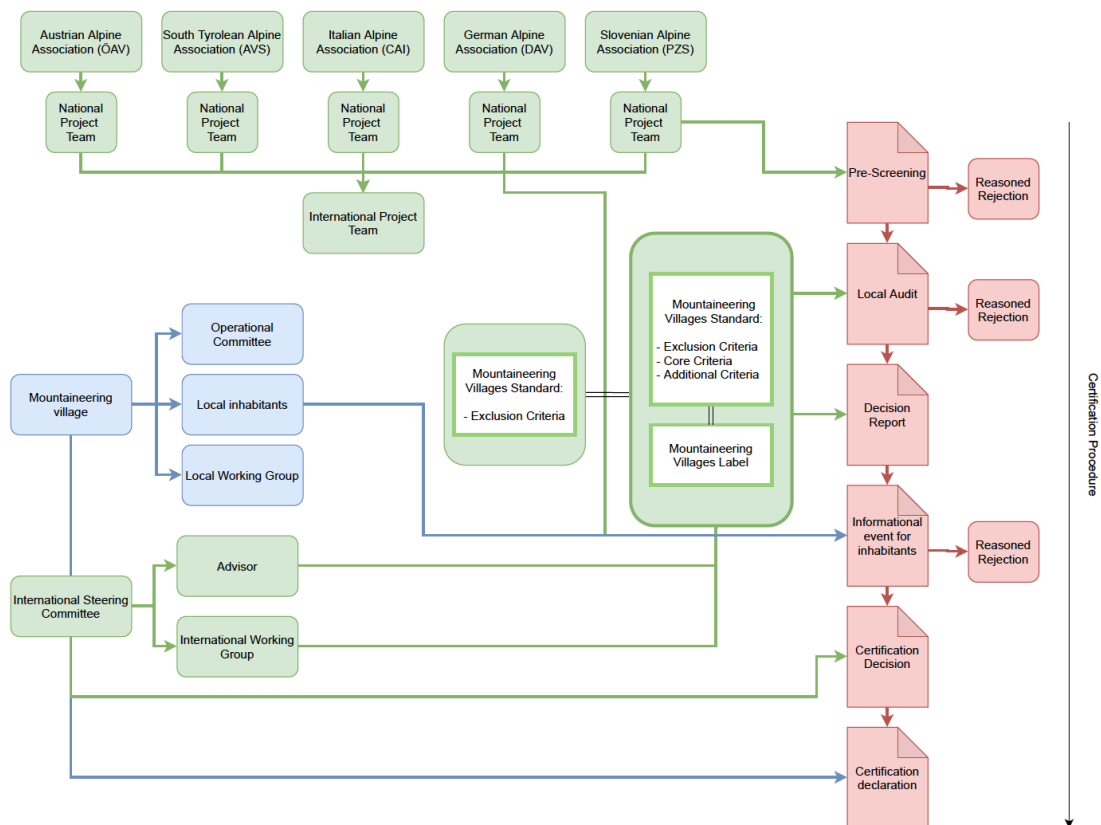 Austrian Alpine
Association (ÖAV)
South Tyrolean Alpine
Association (AVS)
Italian Alpine
Association (CAI)
German Alpine
Association (DAV)
Slovenian Alpine
Association (PZS)
National
Project
Team
National
Project
Team
National
Project
Team
National
Project
Team
National
Project
Team
International Project
Team
Pre-Screening
Reasoned
Rejection
Local Audit
Reasoned
Rejection
Mountaineering
Villages Standard:
- Exclusion Criteria
- Core Criteria
- Additional Criteria
Mountaineering
Villages Standard:
- Exclusion Criteria
Mountaineering
Villages Label
Operational
Committee
Mountaineering
village
Local inhabitants
Local Working Group
Decision
Report
Certification Procedure
Informational
event for
inhabitants
Reasoned
Rejection
Advisor
International Steering
Committee
International Working
Group
Certification
Decision
Certification
declaration